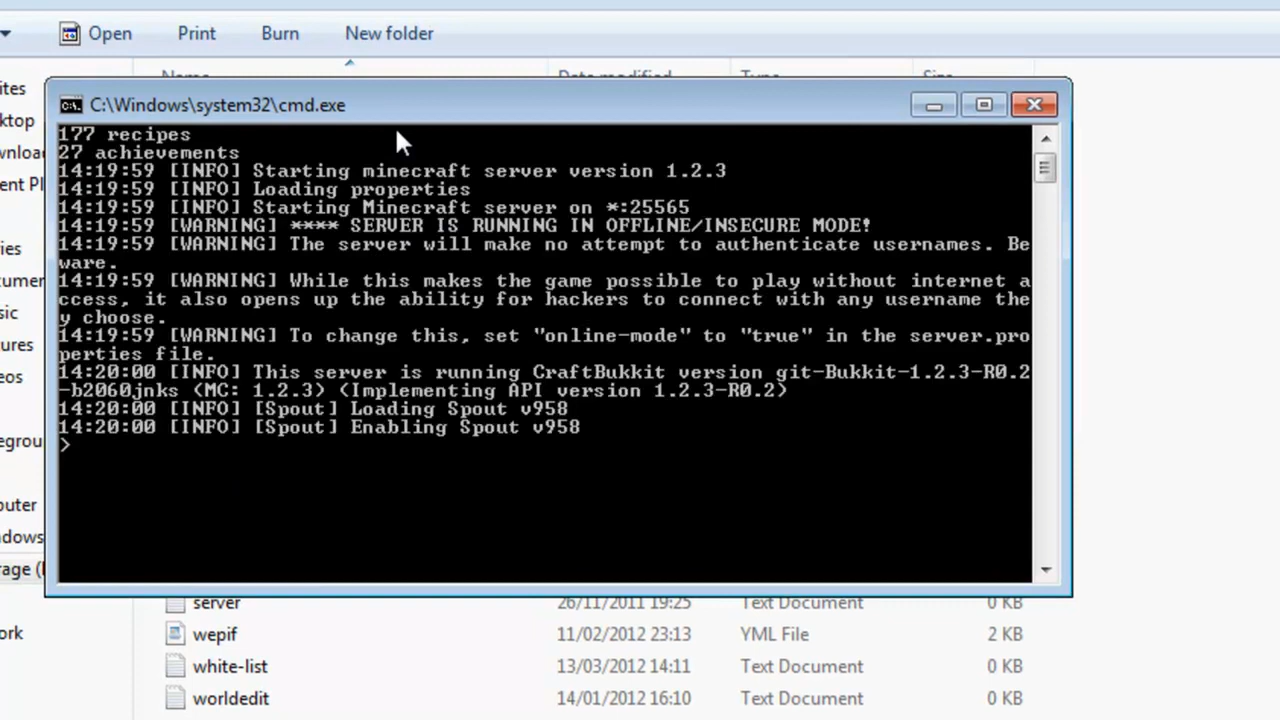 Open Print Burn New folder
Name Date modified Type Size
C:\Windows\system32\cmd.exe
177 recipes
27 achievements
14:19:59 [INFO] Starting minecraft server version 1.2.3
14:19:59 [INFO] Loading properties
14:19:59 [INFO] Starting Minecraft server on *:25565
14:19:59 [WARNING] **** SERVER IS RUNNING IN OFFLINE/INSECURE MODE!
14:19:59 [WARNING] The server will make no attempt to authenticate usernames. Be
ware.
14:19:59 [WARNING] While this makes the game possible to play without internet a
ccess, it also opens up the ability for hackers to connect with any username the
y choose.
14:19:59 [WARNING] To change this, set "online-mode" to "true" in the server.pro
perties file.
14:20:00 [INFO] This server is running CraftBukkit version git-Bukkit-1.2.3-R0.2
-b2060jnks (MC: 1.2.3) (Implementing API version 1.2.3-R0.2)
14:20:00 [INFO] [Spout] Loading Spout v958
14:20:00 [INFO] [Spout] Enabling Spout v958
>
server 26/11/2011 19:25 Text Document 0 KB
wepif 11/02/2012 23:13 YML File 2 KB
white-list 13/03/2012 14:11 Text Document 0 KB
worldedit 14/01/2012 16:10 Text Document 0 KB